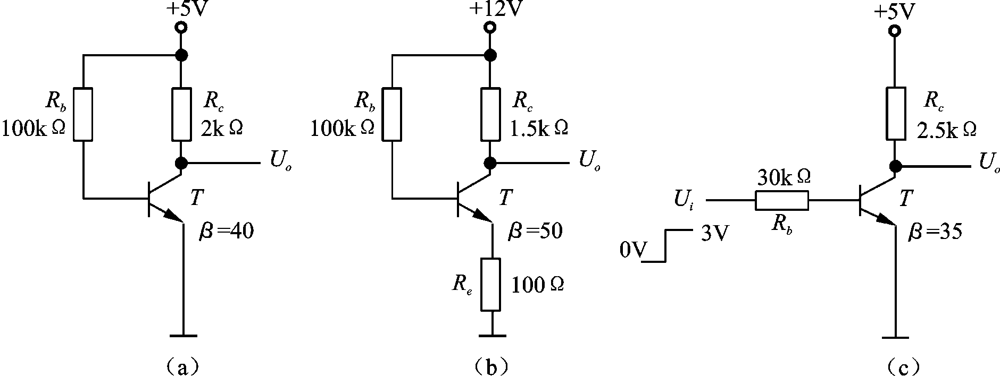 +5V
R_b
100kΩ
R_c
2kΩ
U_o
T
β=40
(a)
+12V
R_b
100kΩ
R_c
1.5kΩ
U_o
T
β=50
R_e
100Ω
(b)
+5V
R_c
2.5kΩ
U_o
30kΩ
U_i
R_b
T
β=35
3V
0V
(c)